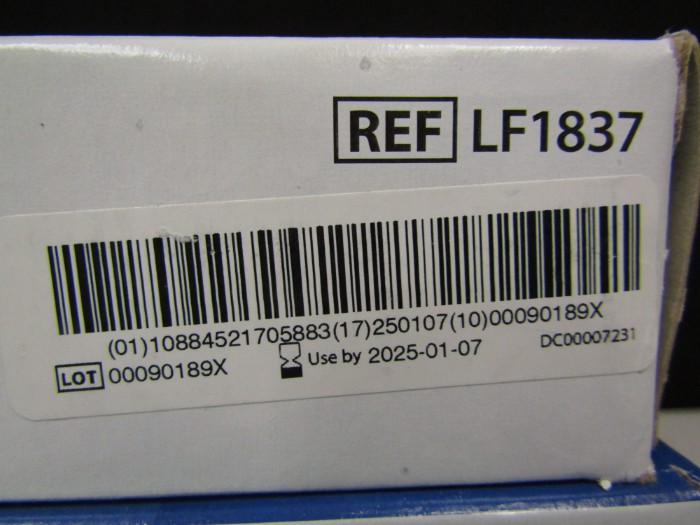 REF LF1837
(01)10884521705883(17)250107(10)00090189X
LOT 00090189X Use by 2025-01-07 DC00007231